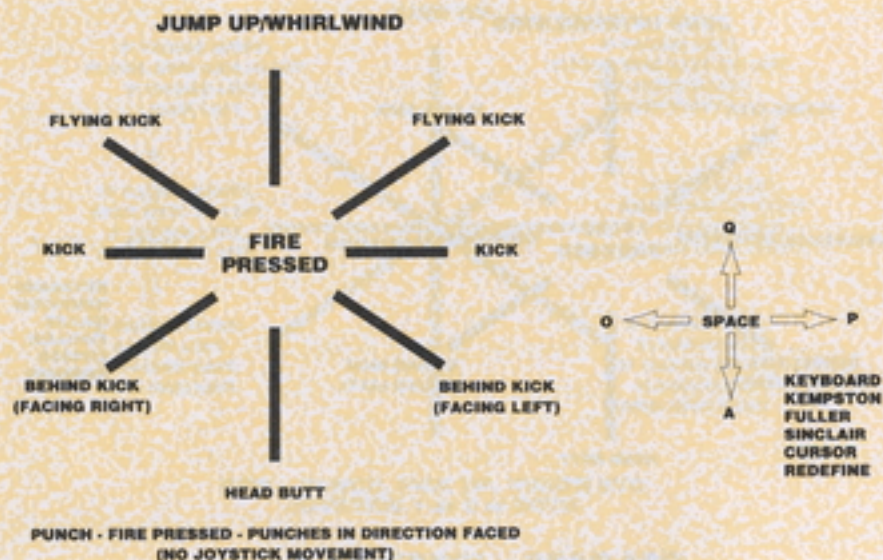 JUMP UP/WHIRLWIND
FLYING KICK
FLYING KICK
KICK
FIRE
PRESSED
KICK
BEHIND KICK
(FACING RIGHT)
BEHIND KICK
(FACING LEFT)
HEAD BUTT
PUNCH - FIRE PRESSED - PUNCHES IN DIRECTION FACED
(NO JOYSTICK MOVEMENT)
Q
O
SPACE
P
A
KEYBOARD
KEMPSTON
FULLER
SINCLAIR
CURSOR
REDEFINE